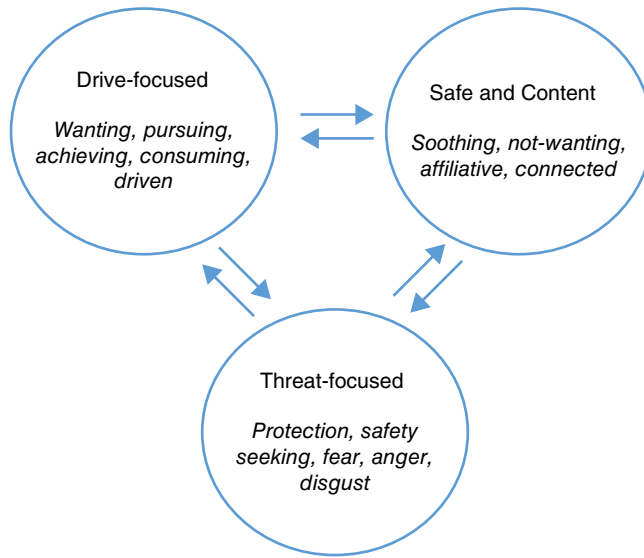 Drive-focused
Wanting, pursuing,
achieving, consuming,
driven
Safe and Content
Soothing, not-wanting,
affiliative, connected
Threat-focused
Protection, safety
seeking, fear, anger,
disgust